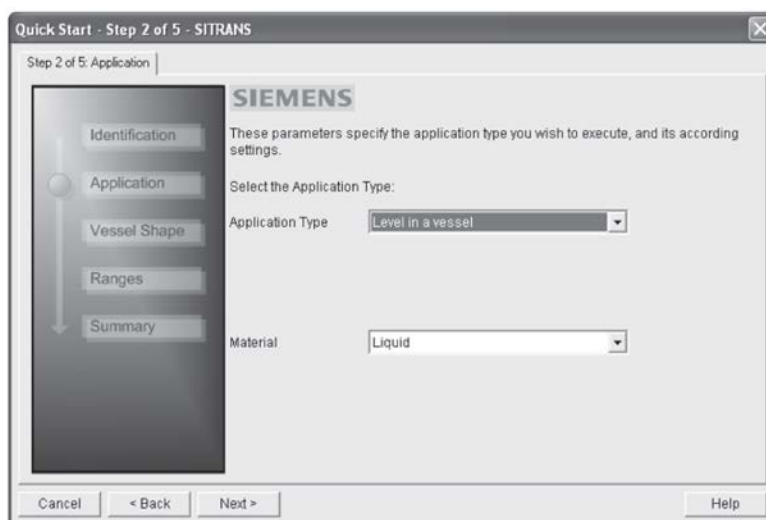 Quick Start - Step 2 of 5 - SITRANS
Step 2 of 5: Application
SIEMENS
These parameters specify the application type you wish to execute, and its according
settings.
Select the Application Type:
Application Type Level in a vessel
Material Liquid
Identification
Application
Vessel Shape
Ranges
Summary
Cancel < Back Next > Help